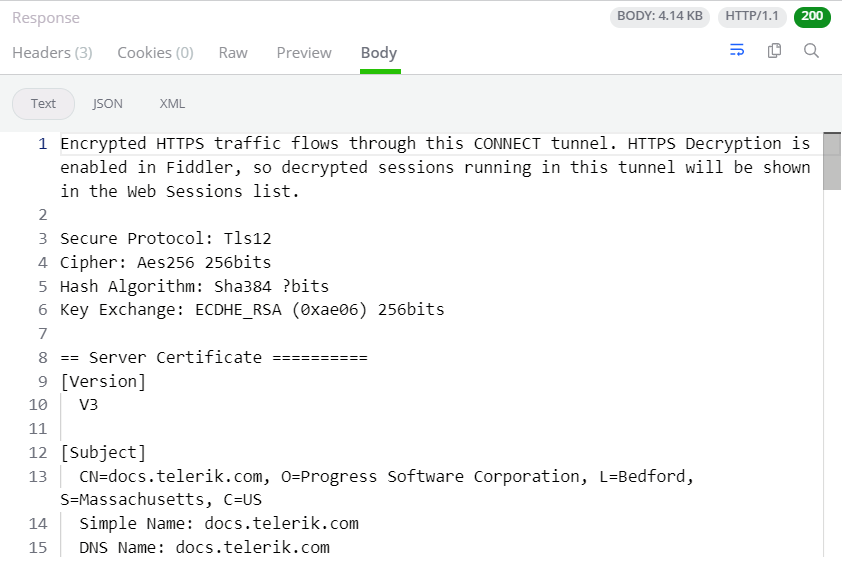 Response
BODY: 4.14 KB HTTP/1.1 200
Headers (3) Cookies (0) Raw Preview Body
Text JSON XML
1 Encrypted HTTPS traffic flows through this CONNECT tunnel. HTTPS Decryption is
enabled in Fiddler, so decrypted sessions running in this tunnel will be shown
in the Web Sessions list.
2
3 Secure Protocol: Tls12
4 Cipher: Aes256 256bits
5 Hash Algorithm: Sha384 ?bits
6 Key Exchange: ECDHE_RSA (0xae06) 256bits
7
8 == Server Certificate ==========
9 [Version]
10 V3
11
12 [Subject]
13 CN=docs.telerik.com, O=Progress Software Corporation, L=Bedford,
S=Massachusetts, C=US
14 Simple Name: docs.telerik.com
15 DNS Name: docs.telerik.com